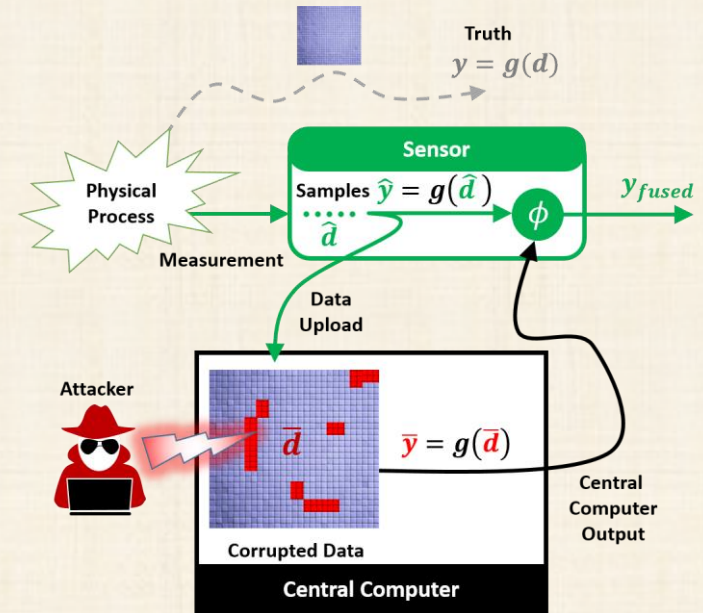 Truth
y = g(d)
Sensor
Physical
Process
Samples ŷ = g(d̂)
d̂
ϕ
y_fused
Measurement
Data
Upload
Attacker
d̅
y̅ = g(d̅)
Central
Computer
Output
Corrupted Data
Central Computer